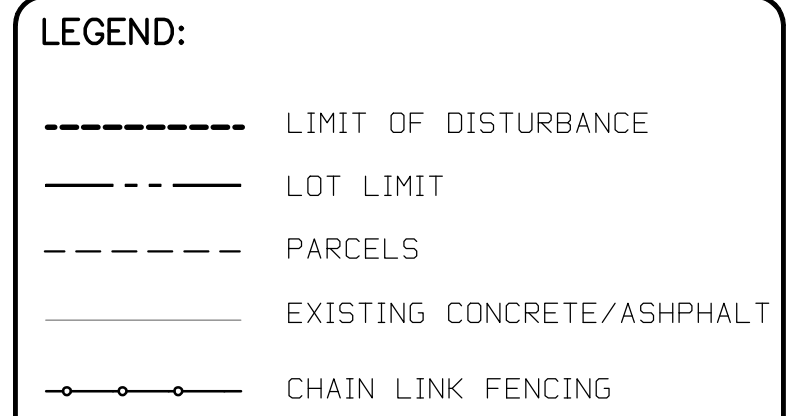 LEGEND:
LIMIT OF DISTURBANCE
LOT LIMIT
PARCELS
EXISTING CONCRETE/ASHPHALT
CHAIN LINK FENCING